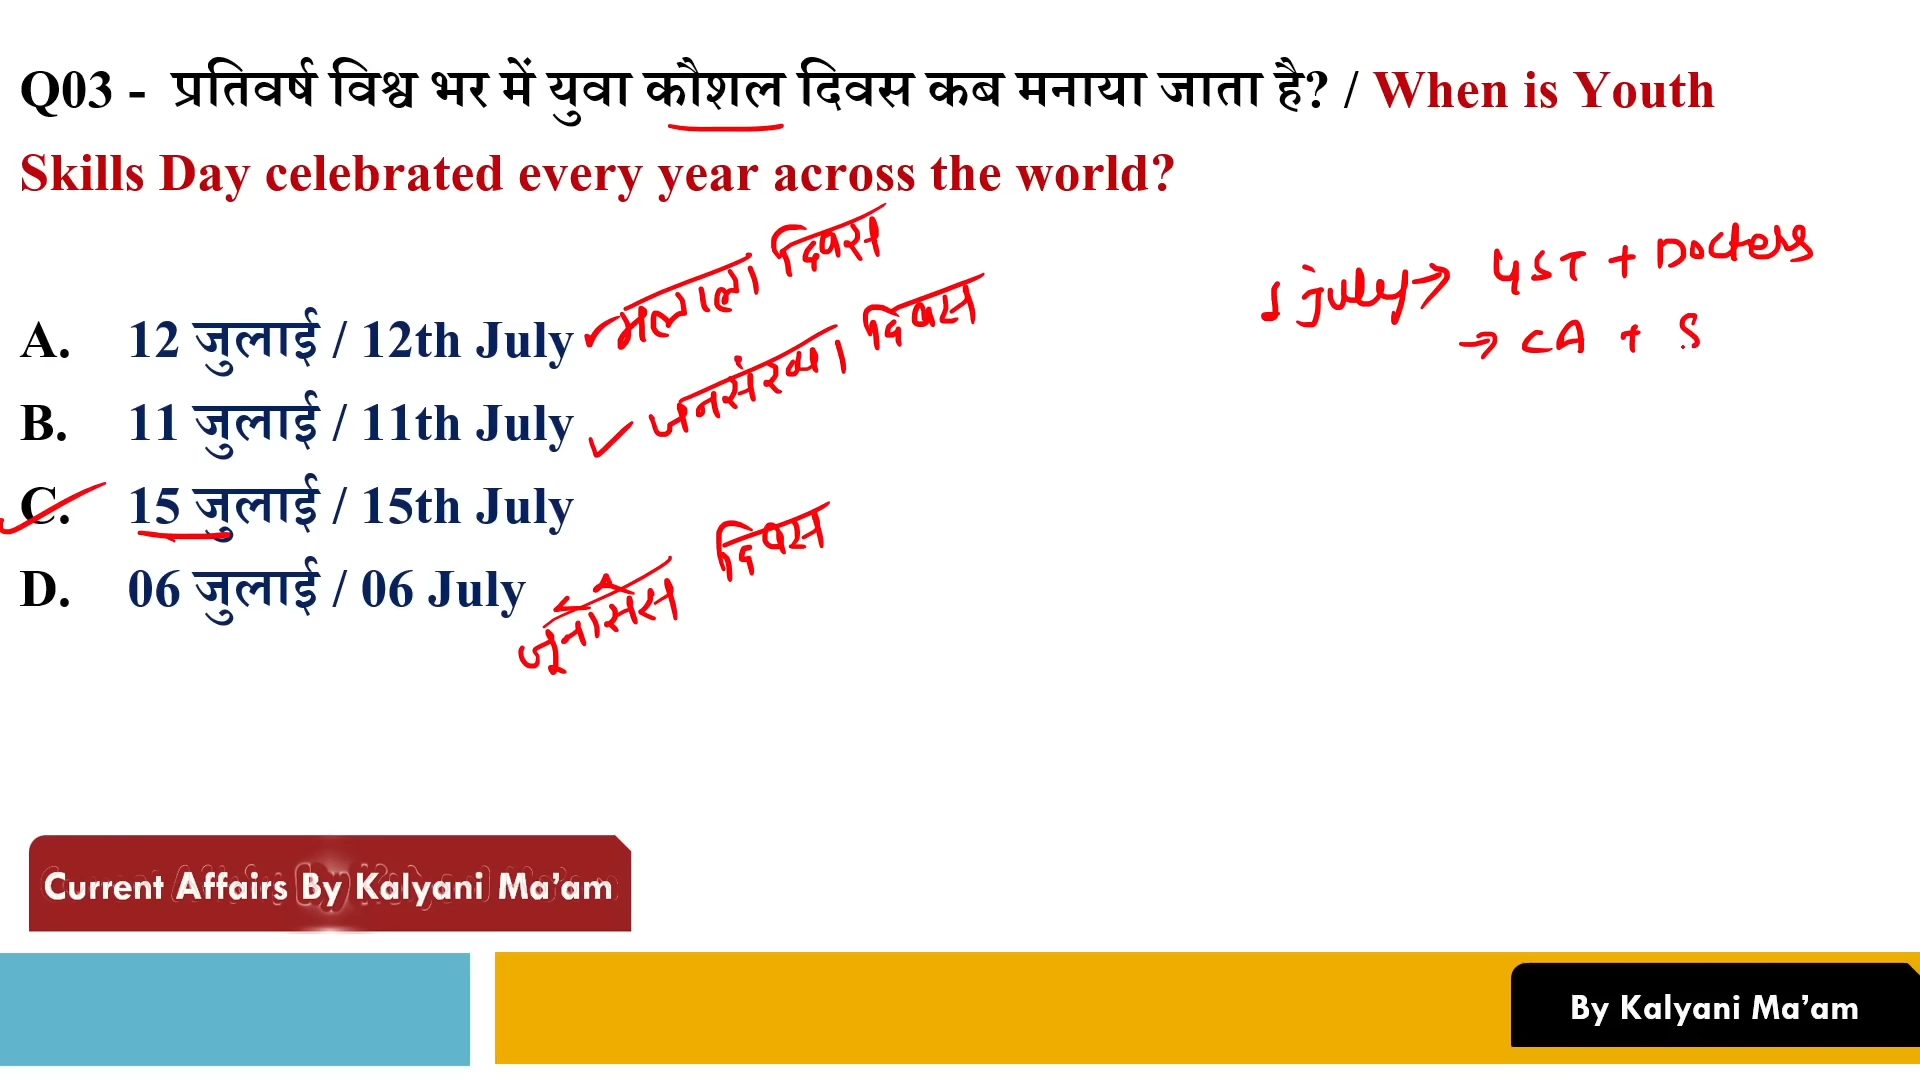 Q03 - प्रतिवर्ष विश्व भर में युवा कौशल दिवस कब मनाया जाता है? / When is Youth
Skills Day celebrated every year across the world?
A. 12 जुलाई / 12th July
मलाला दिवस
B. 11 जुलाई / 11th July
जनसंख्या दिवस
C. 15 जुलाई / 15th July
D. 06 जुलाई / 06 July
जूनोसिस दिवस
1 July → GST + Docters
→ CA + S
Current Affairs By Kalyani Ma’am
By Kalyani Ma’am